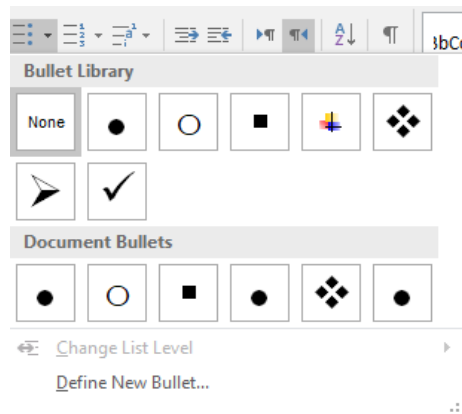 Bullet Library
None
Document Bullets
Change List Level
Define New Bullet...